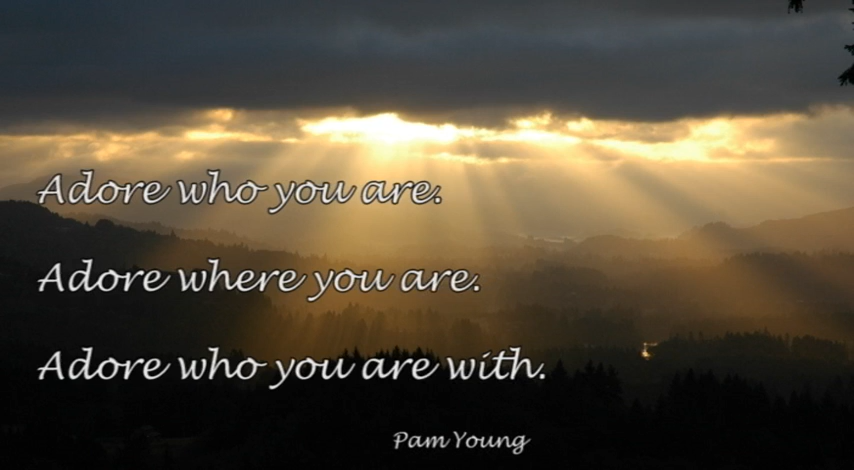 Adore who you are.
Adore where you are.
Adore who you are with.
Pam Young